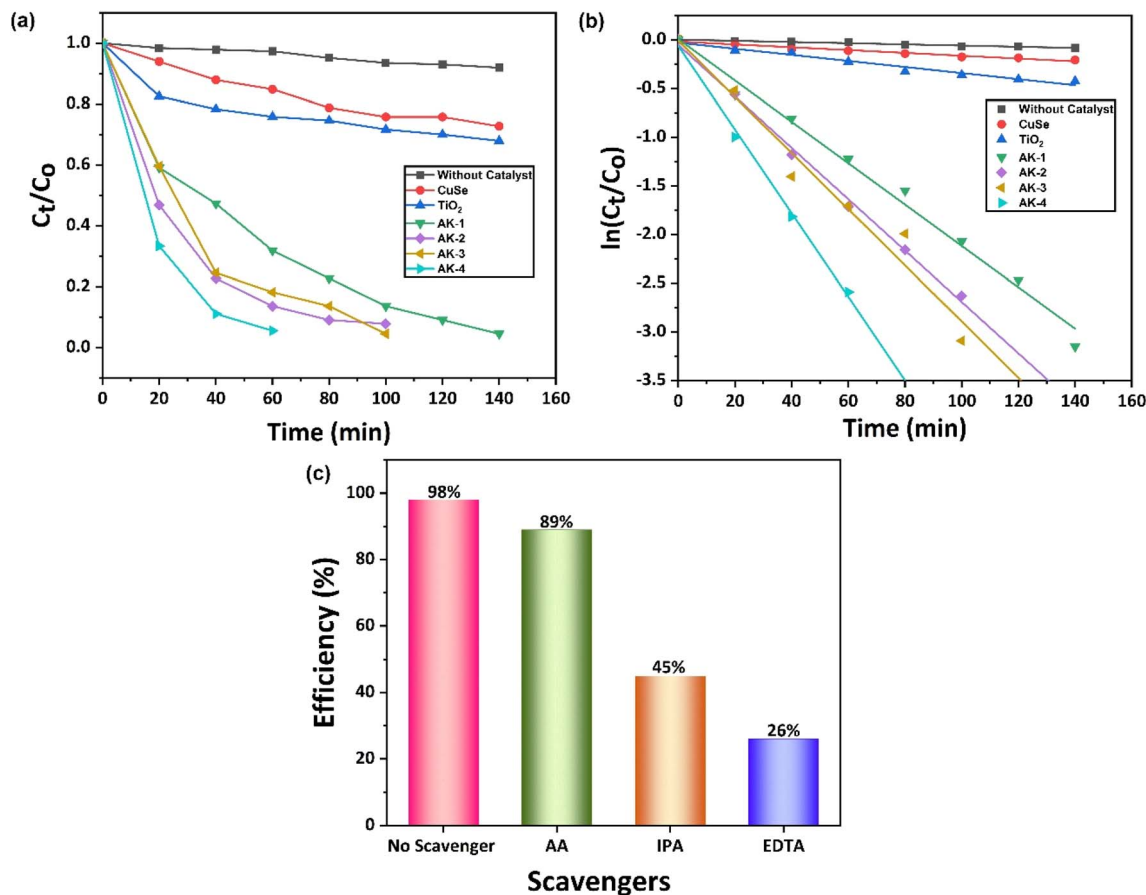 (a)
1.0
0.8
0.6
0.4
0.2
0.0
Cₜ/C₀
0 20 40 60 80 100 120 140 160
Time (min)
Without Catalyst
CuSe
TiO₂
AK-1
AK-2
AK-3
AK-4
(b)
0.0
-0.5
-1.0
-1.5
-2.0
-2.5
-3.0
-3.5
ln(Cₜ/C₀)
0 20 40 60 80 100 120 140 160
Time (min)
Without Catalyst
CuSe
TiO₂
AK-1
AK-2
AK-3
AK-4
(c)
100
80
60
40
20
0
Efficiency (%)
98%
89%
45%
26%
No Scavenger AA IPA EDTA
Scavengers